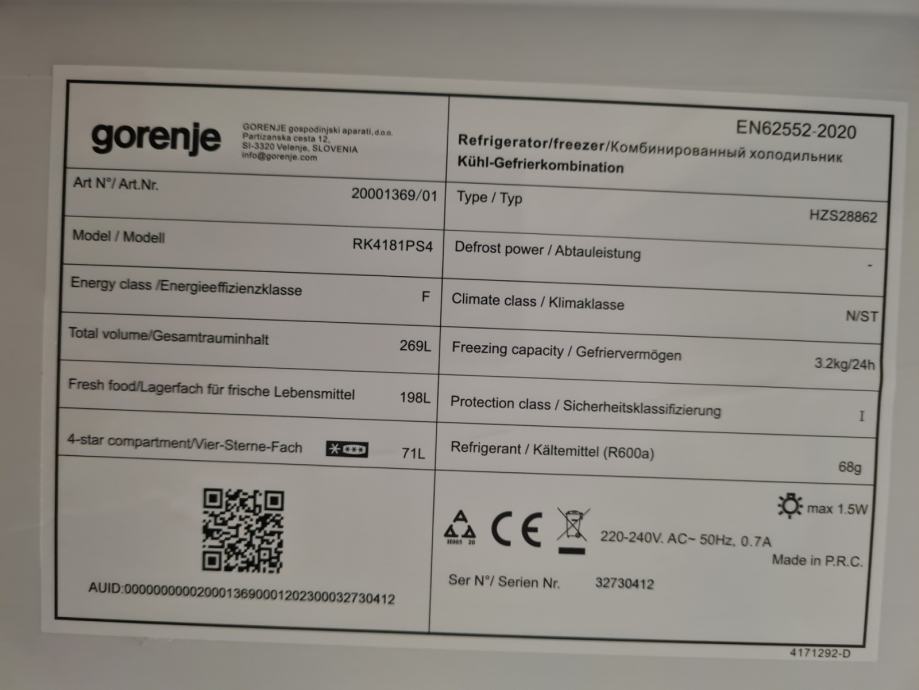 gorenje
GORENJE gospodinjski aparati,d.o.o.
Partizanska cesta 12,
SI-3320 Velenje, SLOVENIA
info@gorenje.com
EN62552-2020
Refrigerator/freezer/Комбинированный холодильник
Kühl-Gefrierkombination
Art N°/ Art.Nr. 20001369/01
Type / Typ HZS28862
Model / Modell RK4181PS4
Defrost power / Abtauleistung -
Energy class /Energieeffizienzklasse F
Climate class / Klimaklasse N/ST
Total volume/Gesamtrauminhalt 269L
Freezing capacity / Gefriervermögen 3.2kg/24h
Fresh food/Lagerfach für frische Lebensmittel 198L
Protection class / Sicherheitsklassifizierung I
4-star compartment/Vier-Sterne-Fach 71L
Refrigerant / Kältemittel (R600a) 68g
max 1.5W
CE
220-240V. AC~ 50Hz, 0.7A
Made in P.R.C.
Ser N°/ Serien Nr. 32730412
AUID:0000000000200013690001202300032730412
4171292-D